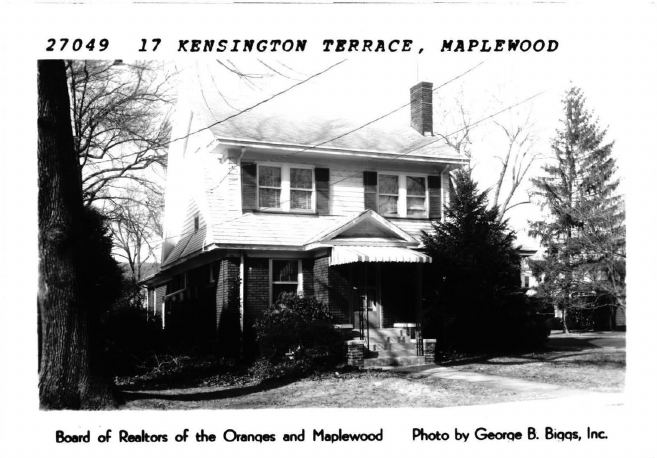 27049 17 KENSINGTON TERRACE, MAPLEWOOD
Board of Realtors of the Oranges and Maplewood Photo by George B. Biggs, Inc.